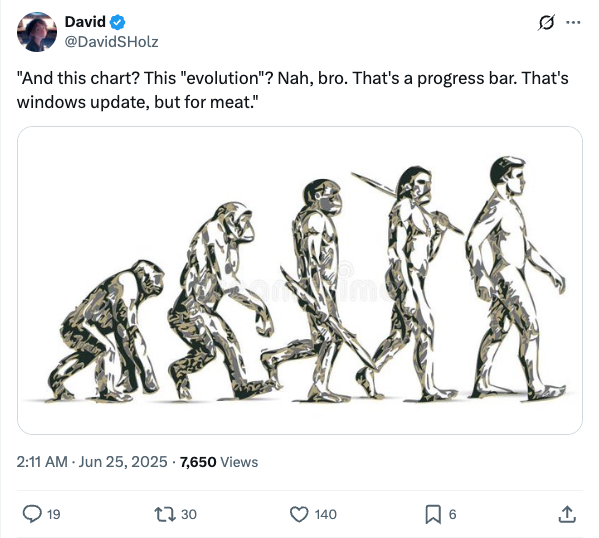 David
@DavidSHolz
"And this chart? This "evolution"? Nah, bro. That's a progress bar. That's
windows update, but for meat."
2:11 AM · Jun 25, 2025 · 7,650 Views
19
30
140
6